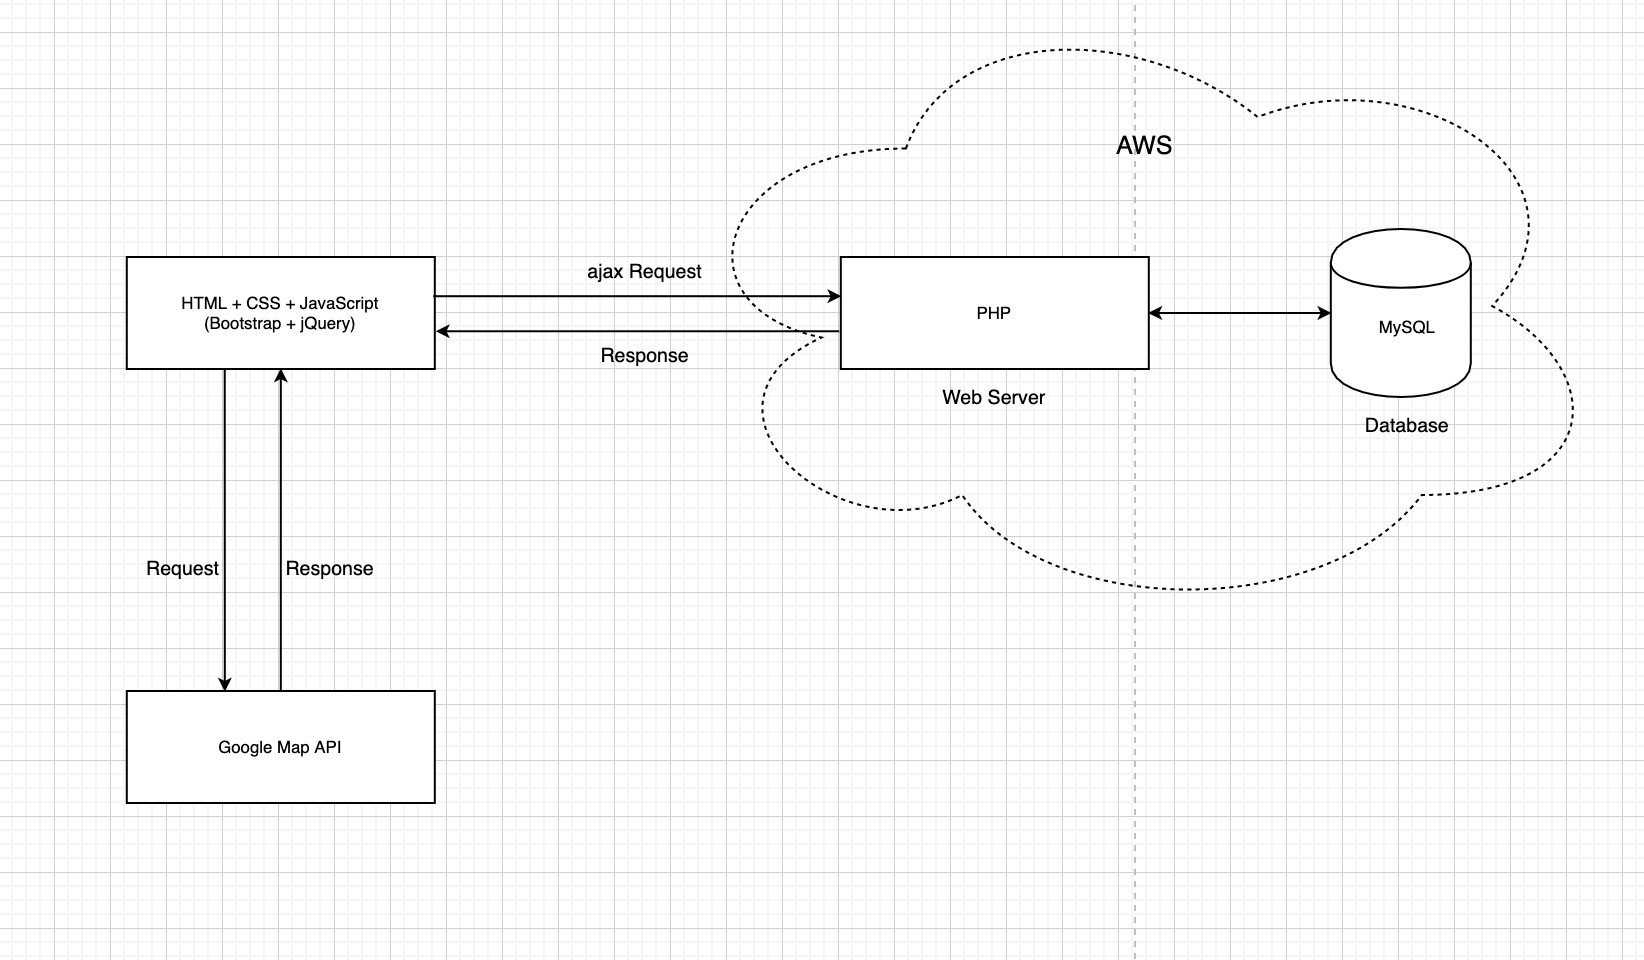 AWS
ajax Request
HTML + CSS + JavaScript
(Bootstrap + jQuery)
PHP
MySQL
Response
Web Server
Database
Request
Response
Google Map API